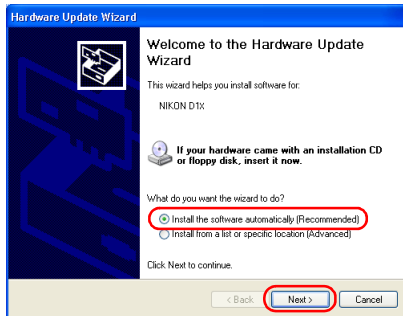 Hardware Update Wizard
Welcome to the Hardware Update
Wizard
This wizard helps you install software for:
NIKON D1X
If your hardware came with an installation CD
or floppy disk, insert it now.
What do you want the wizard to do?
Install the software automatically (Recommended)
Install from a list or specific location (Advanced)
Click Next to continue.
< Back Next > Cancel